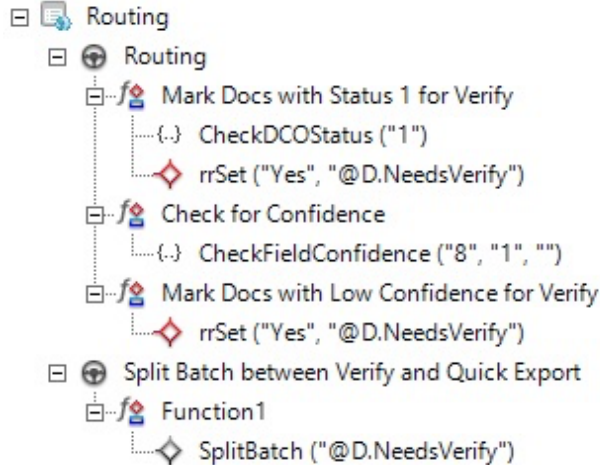 Routing
Routing
Mark Docs with Status 1 for Verify
{..} CheckDCOStatus ("1")
rrSet ("Yes", "@D.NeedsVerify")
Check for Confidence
{..} CheckFieldConfidence ("8", "1", "")
Mark Docs with Low Confidence for Verify
rrSet ("Yes", "@D.NeedsVerify")
Split Batch between Verify and Quick Export
Function1
SplitBatch ("@D.NeedsVerify")